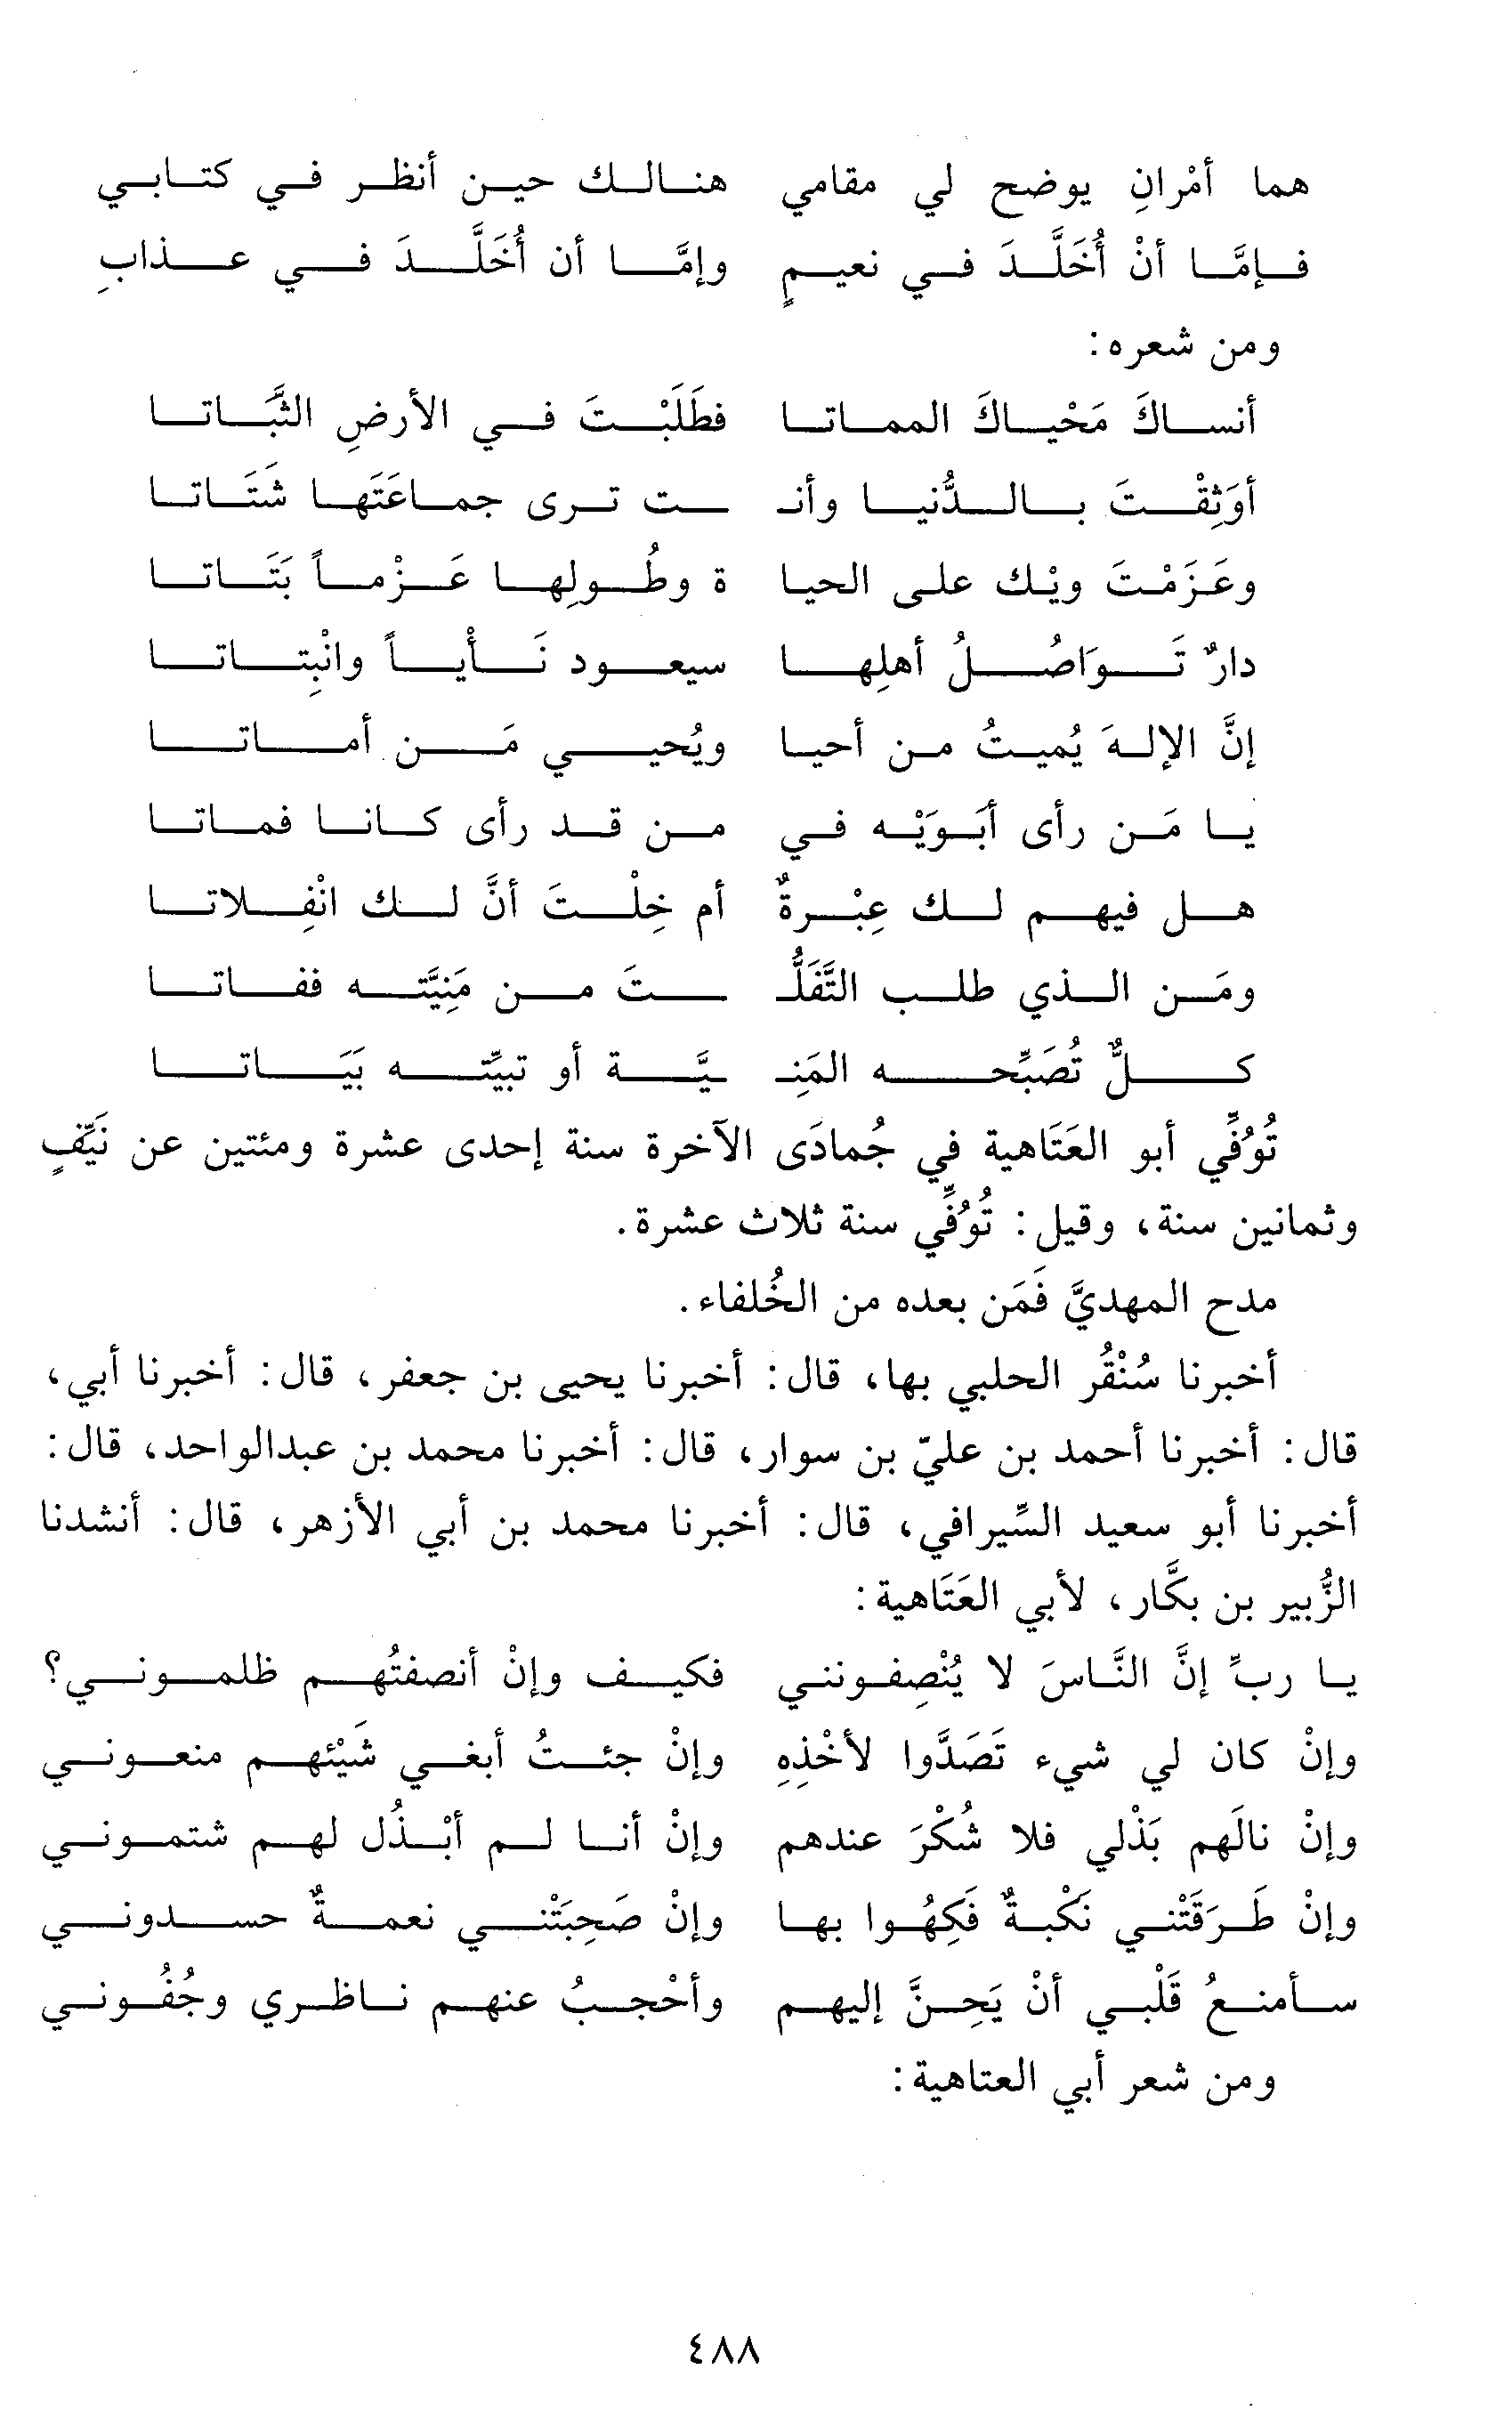 هما أمْرانِ يوضح لي مقامي هنالك حين أنظر في كتابي
فإمَّا أنْ أُخَلَّدَ في نعيمٍ وإمَّا أن أُخَلَّدَ في عذابِ
ومن شعره:
أنساكَ مَحْياكَ المماتا فطَلَبْتَ في الأرضِ الثَّبَاتا
أوَثِقْتَ بالدُّنيا وأنـ ـت ترى جماعَتَها شَتَاتا
وعَزَمْتَ ويْك على الحيا ة وطُولِها عَزْماً بَتَاتا
دارٌ تَوَاصُلُ أهلِها سيعود نَأْياً وانْبِتاتا
إنَّ الإلهَ يُميتُ من أحيا ويُحيي مَن أماتا
يا مَن رأى أبَوَيْه في من قد رأى كانا فماتا
هل فيهم لك عِبْرةٌ أم خِلْتَ أنَّ لك انْفِلاتا
ومَن الذي طلب التَّفَلُّـ ـتَ من مَنِيَّته ففاتا
كلٌّ تُصَبِّحه المَنِـ ـيَّة أو تبيِّته بَيَاتا
تُوُفِّي أبو العَتَاهية في جُمادَى الآخرة سنة إحدى عشرة ومئتين عن نَيِّفٍ
وثمانين سنة، وقيل: تُوُفِّي سنة ثلاث عشرة.
مدح المهديَّ فَمَن بعده من الخُلفاء.
أخبرنا سُنْقُر الحلبي بها، قال: أخبرنا يحيى بن جعفر، قال: أخبرنا أبي،
قال: أخبرنا أحمد بن عليّ بن سوار، قال: أخبرنا محمد بن عبدالواحد، قال:
أخبرنا أبو سعيد السِّيرافي، قال: أخبرنا محمد بن أبي الأزهر، قال: أنشدنا
الزُّبير بن بكَّار، لأبي العَتَاهية:
يا ربِّ إنَّ النَّاسَ لا يُنْصِفونني فكيف وإنْ أنصفتُهم ظلموني؟
وإنْ كان لي شيء تَصَدَّوا لأخْذِهِ وإنْ جئتُ أبغي شَيْئهم منعوني
وإنْ نالَهم بَذْلي فلا شُكْرَ عندهم وإنْ أنا لم أبْذُل لهم شتموني
وإنْ طَرَقَتْني نَكْبةٌ فَكِهُوا بها وإنْ صَحِبَتْني نعمةٌ حسدوني
سأمنعُ قَلْبي أنْ يَحِنَّ إليهم وأحْجبُ عنهم ناظري وجُفُوني
ومن شعر أبي العتاهية:
٤٨٨